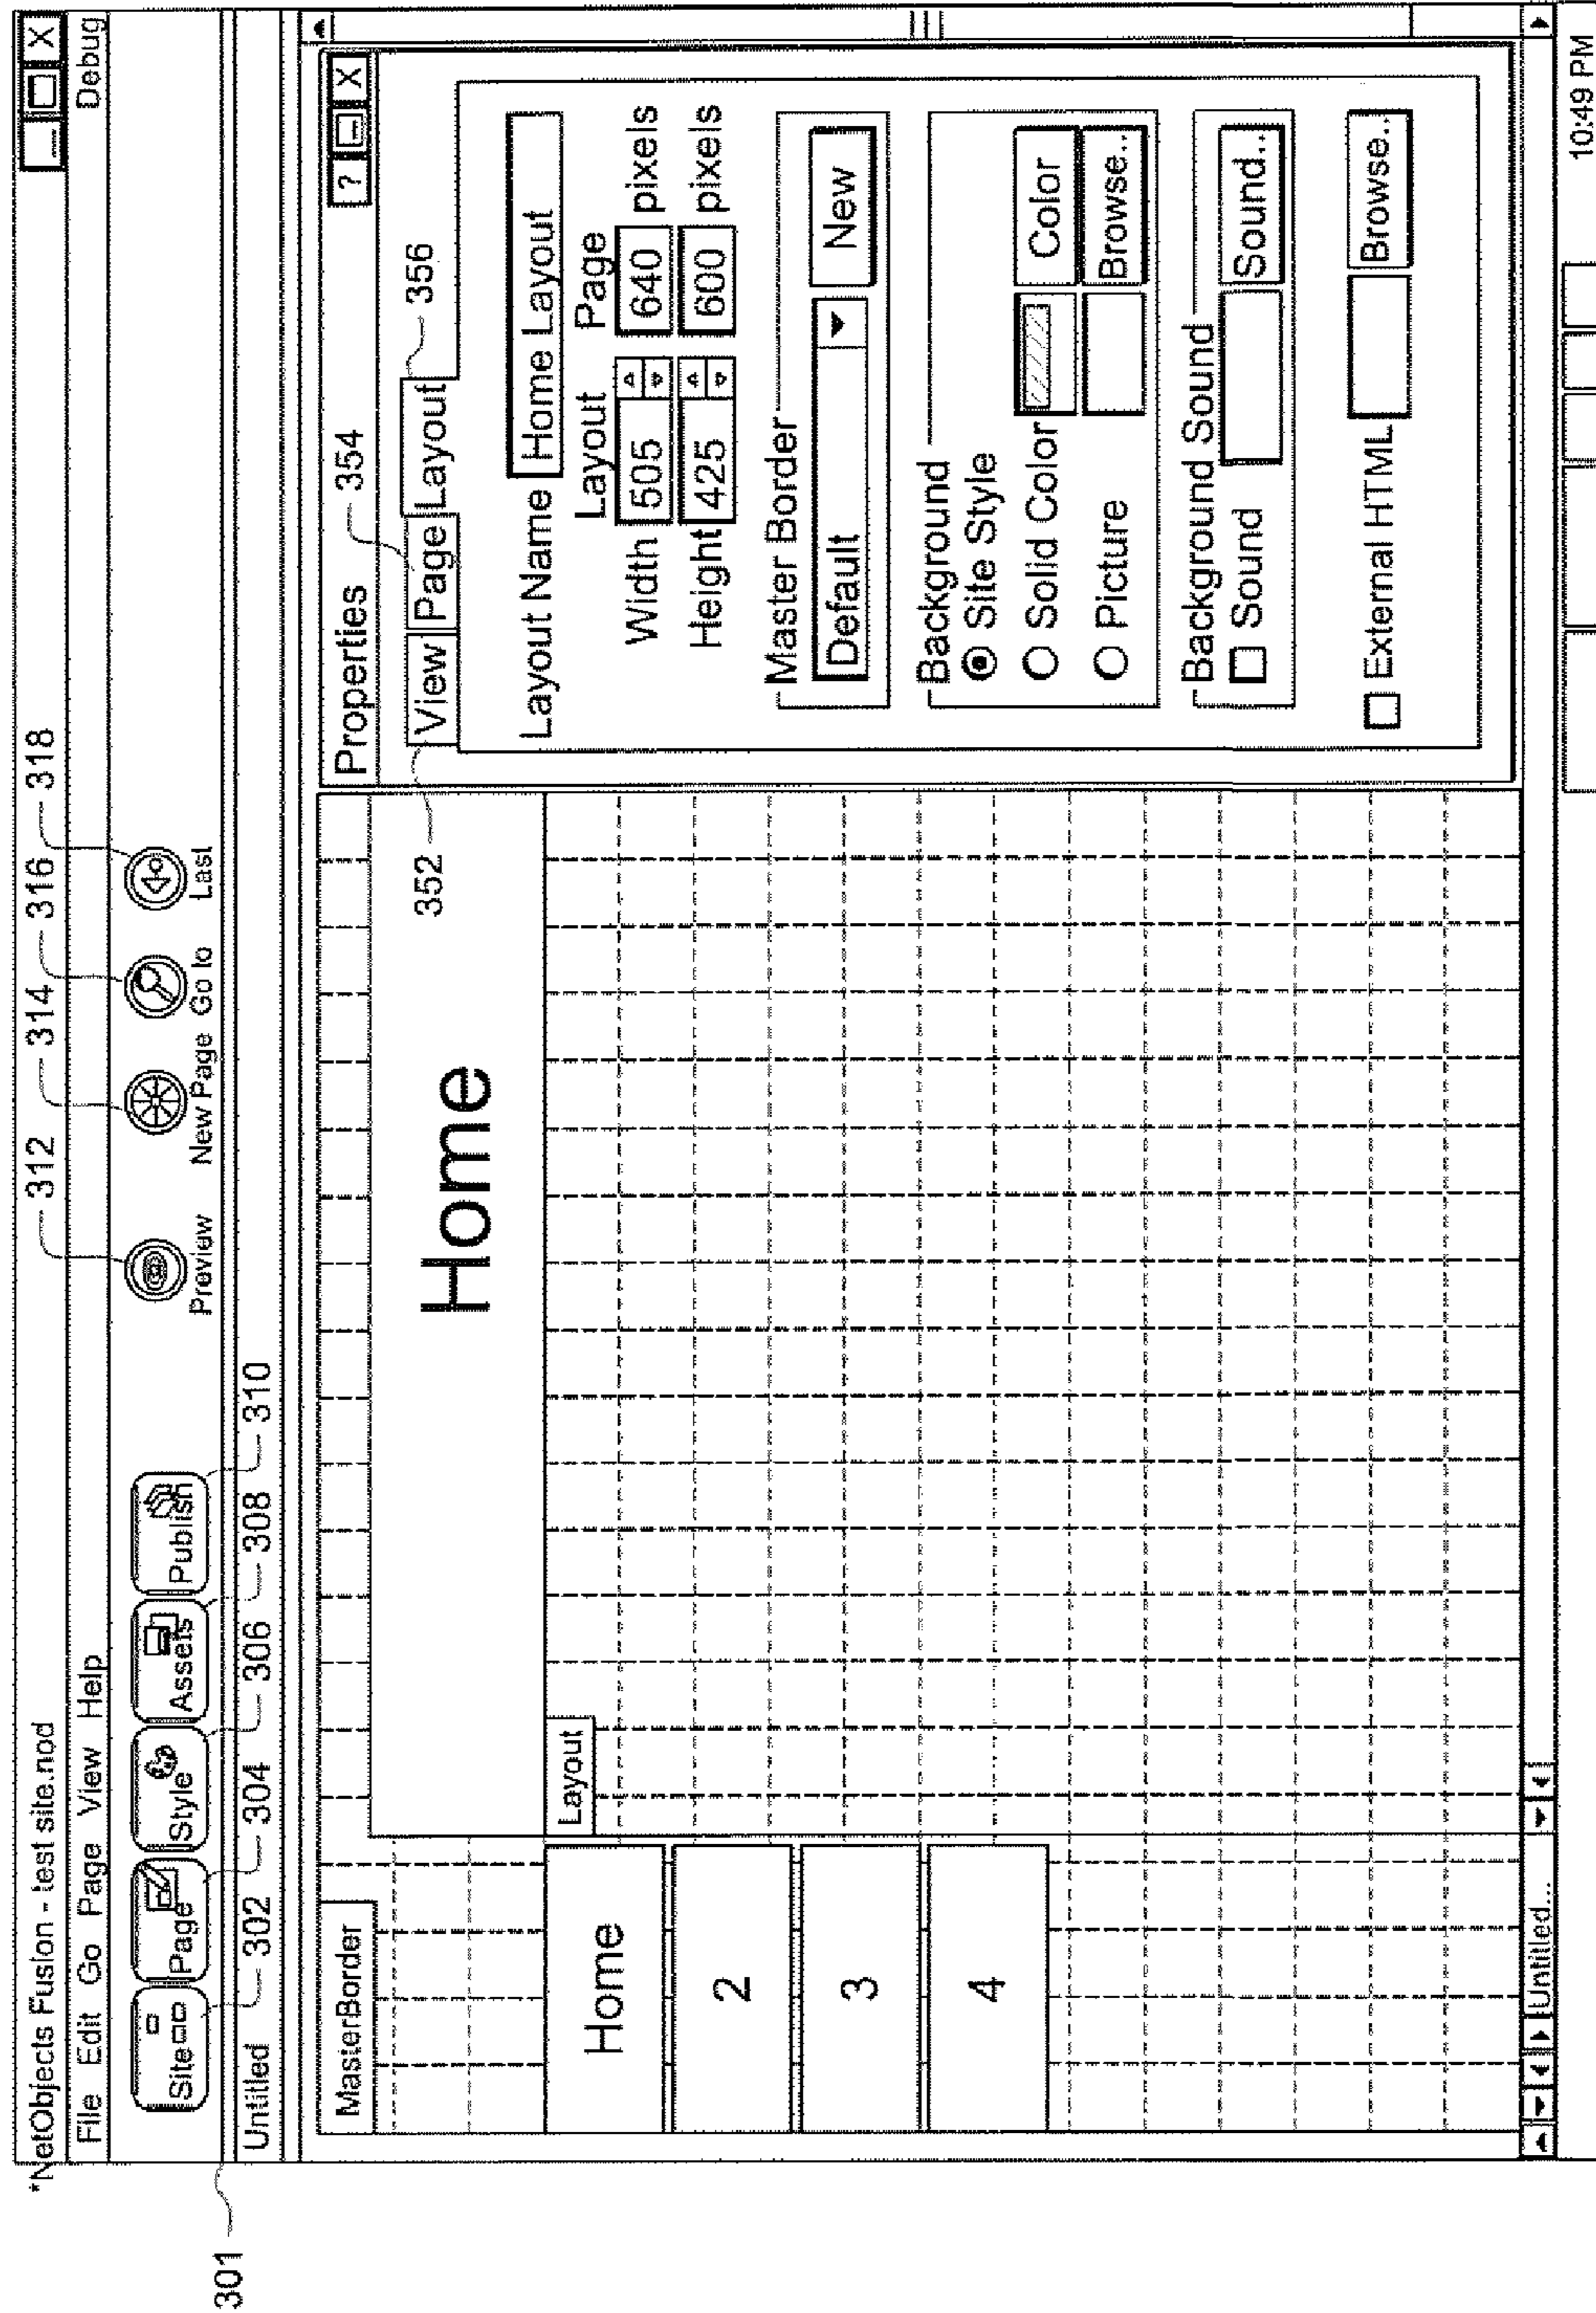 *NetObjects Fusion - test site.nod
File Edit Go Page View Help Debug
312 314 316 318
Site Page Style Assets Publish
Preview New Page Go to Last
301
Untitled 302 304 306 308 310
MasterBorder
Home
352
Layout
Home
2
3
4
Properties 354 ? X
View Page Layout 356
Layout Name Home Layout
Layout Page
Width 505 640 pixels
Height 425 600 pixels
Master Border
Default New
Background
Site Style
Solid Color Color
Picture Browse..
Background Sound
Sound Sound..
External HTML Browse..
Untitled...
10:49 PM